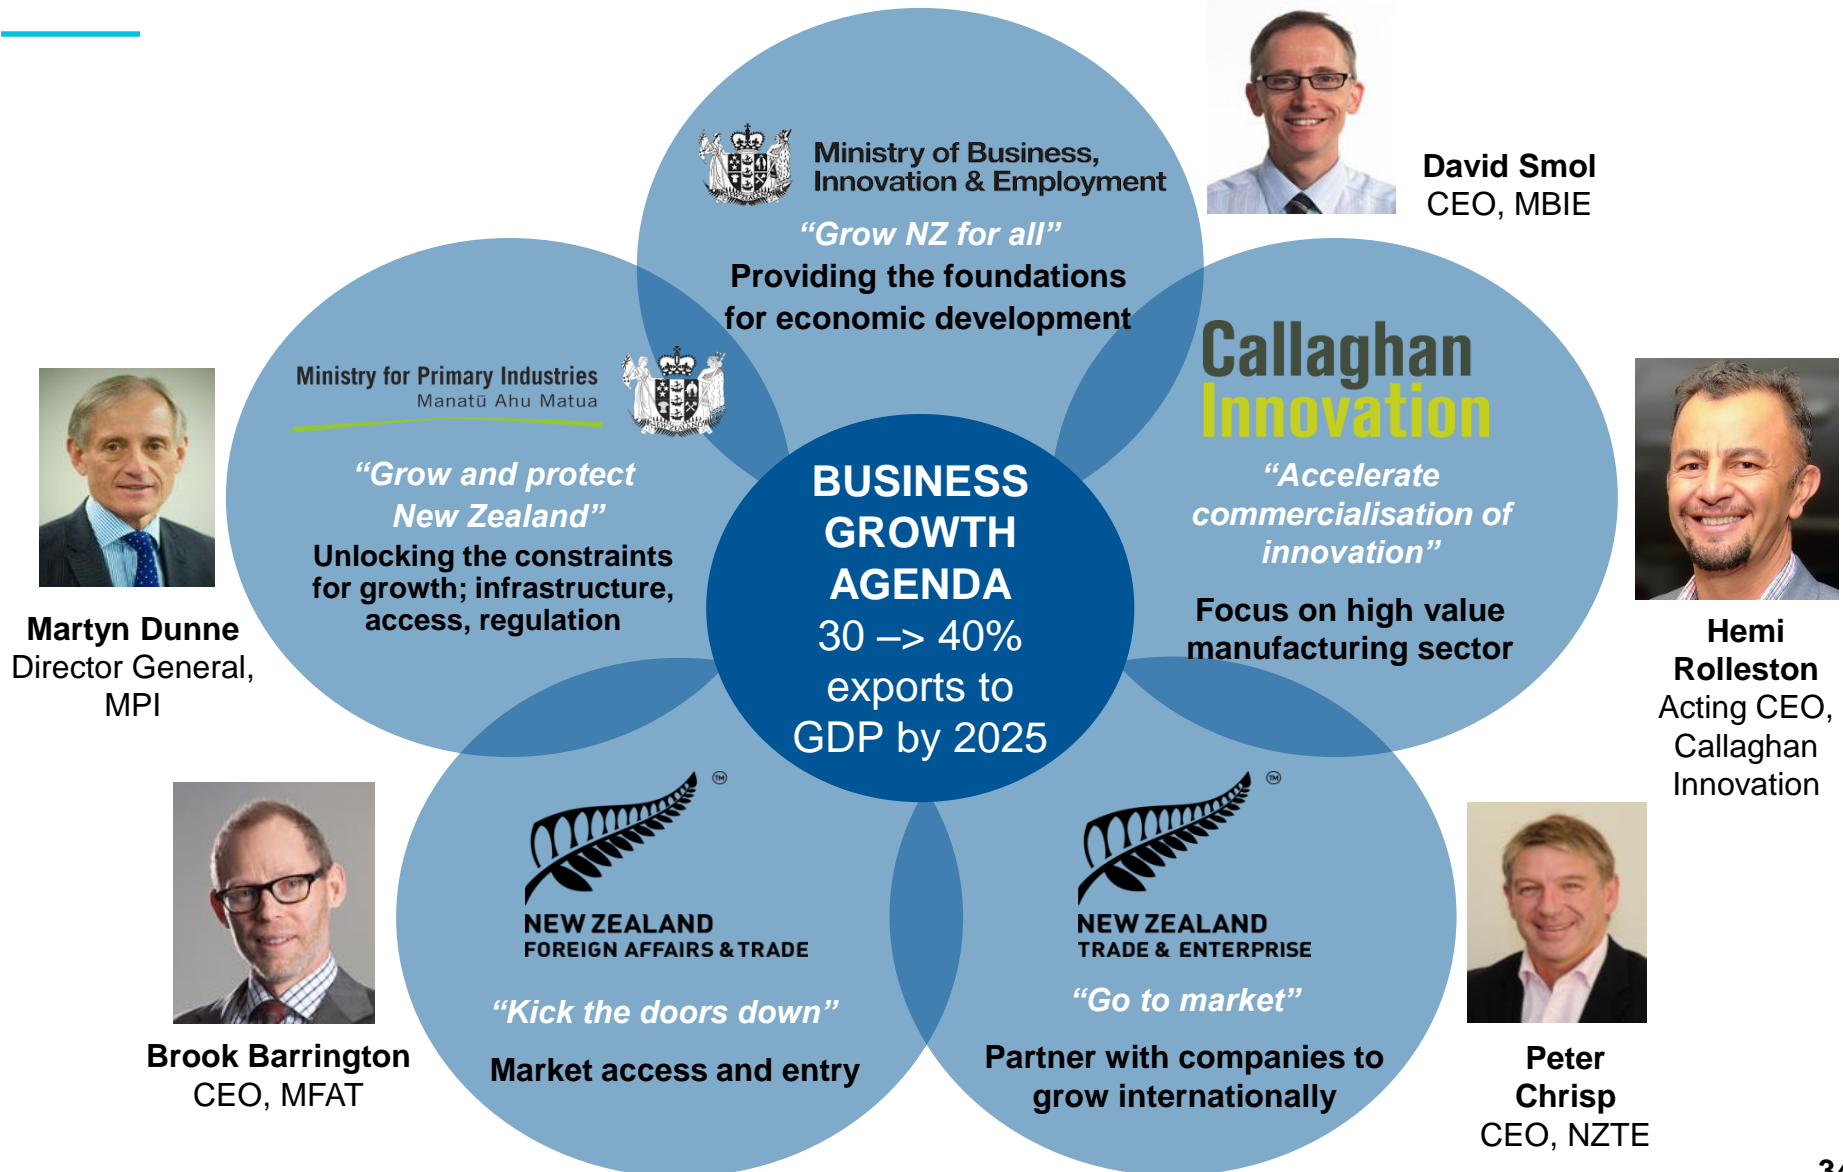 Ministry of Business,
Innovation & Employment
“Grow NZ for all”
Providing the foundations
for economic development
David Smol
CEO, MBIE
Ministry for Primary Industries
Manatū Ahu Matua
“Grow and protect
New Zealand”
Unlocking the constraints
for growth; infrastructure,
access, regulation
Martyn Dunne
Director General,
MPI
BUSINESS
GROWTH
AGENDA
30 –> 40%
exports to
GDP by 2025
Callaghan
Innovation
“Accelerate
commercialisation of
innovation”
Focus on high value
manufacturing sector
Hemi
Rolleston
Acting CEO,
Callaghan
Innovation
TM
NEW ZEALAND
FOREIGN AFFAIRS & TRADE
“Kick the doors down”
Market access and entry
Brook Barrington
CEO, MFAT
TM
NEW ZEALAND
TRADE & ENTERPRISE
“Go to market”
Partner with companies to
grow internationally
Peter
Chrisp
CEO, NZTE